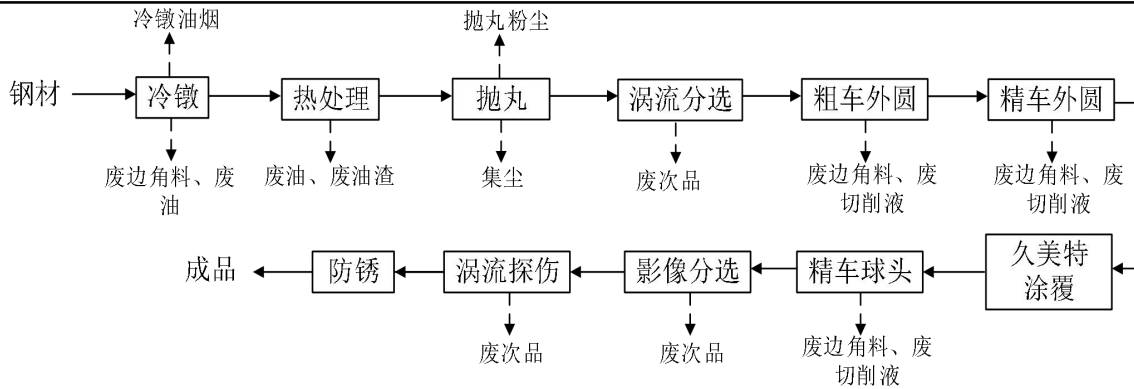 冷镦油烟
抛丸粉尘
钢材
冷镦
热处理
抛丸
涡流分选
粗车外圆
精车外圆
废边角料、废
油
废油、废油渣
集尘
废次品
废边角料、废
切削液
废边角料、废
切削液
久美特
涂覆
精车球头
影像分选
涡流探伤
防锈
成品
废边角料、废
切削液
废次品
废次品